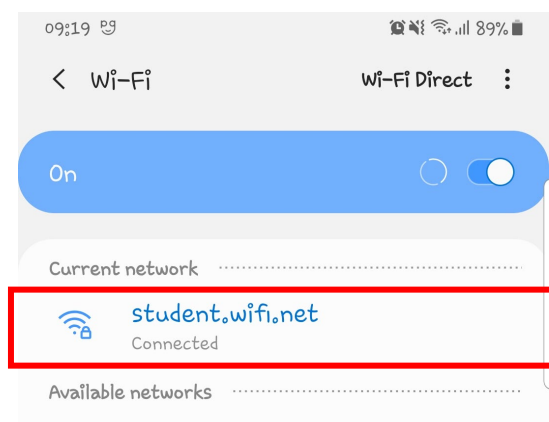 09:19 89%
Wi-Fi Wi-Fi Direct
On
Current network
student.wifi.net
Connected
Available networks